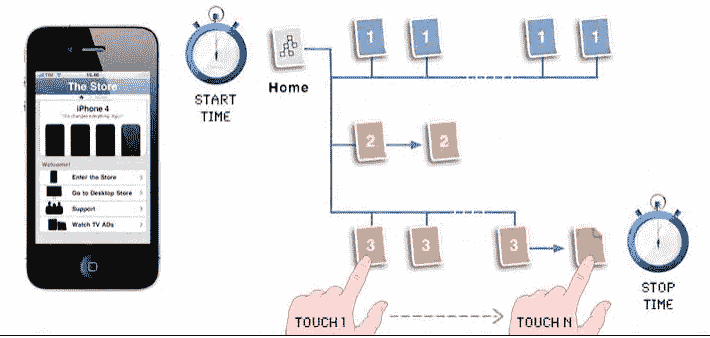 The Store
iPhone 4
Welcome!
Enter the Store
Go to Desktop Store
Support
Watch TV ADs
START
TIME
Home
1 1 1 1
2 2
3 3 3
STOP
TIME
TOUCH 1
TOUCH N